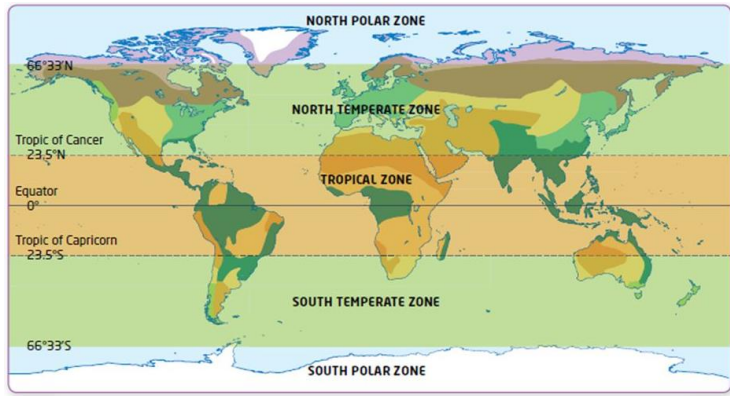 NORTH POLAR ZONE
66°33'N
NORTH TEMPERATE ZONE
Tropic of Cancer
23.5°N
TROPICAL ZONE
Equator
0°
Tropic of Capricorn
23.5°S
SOUTH TEMPERATE ZONE
66°33'S
SOUTH POLAR ZONE